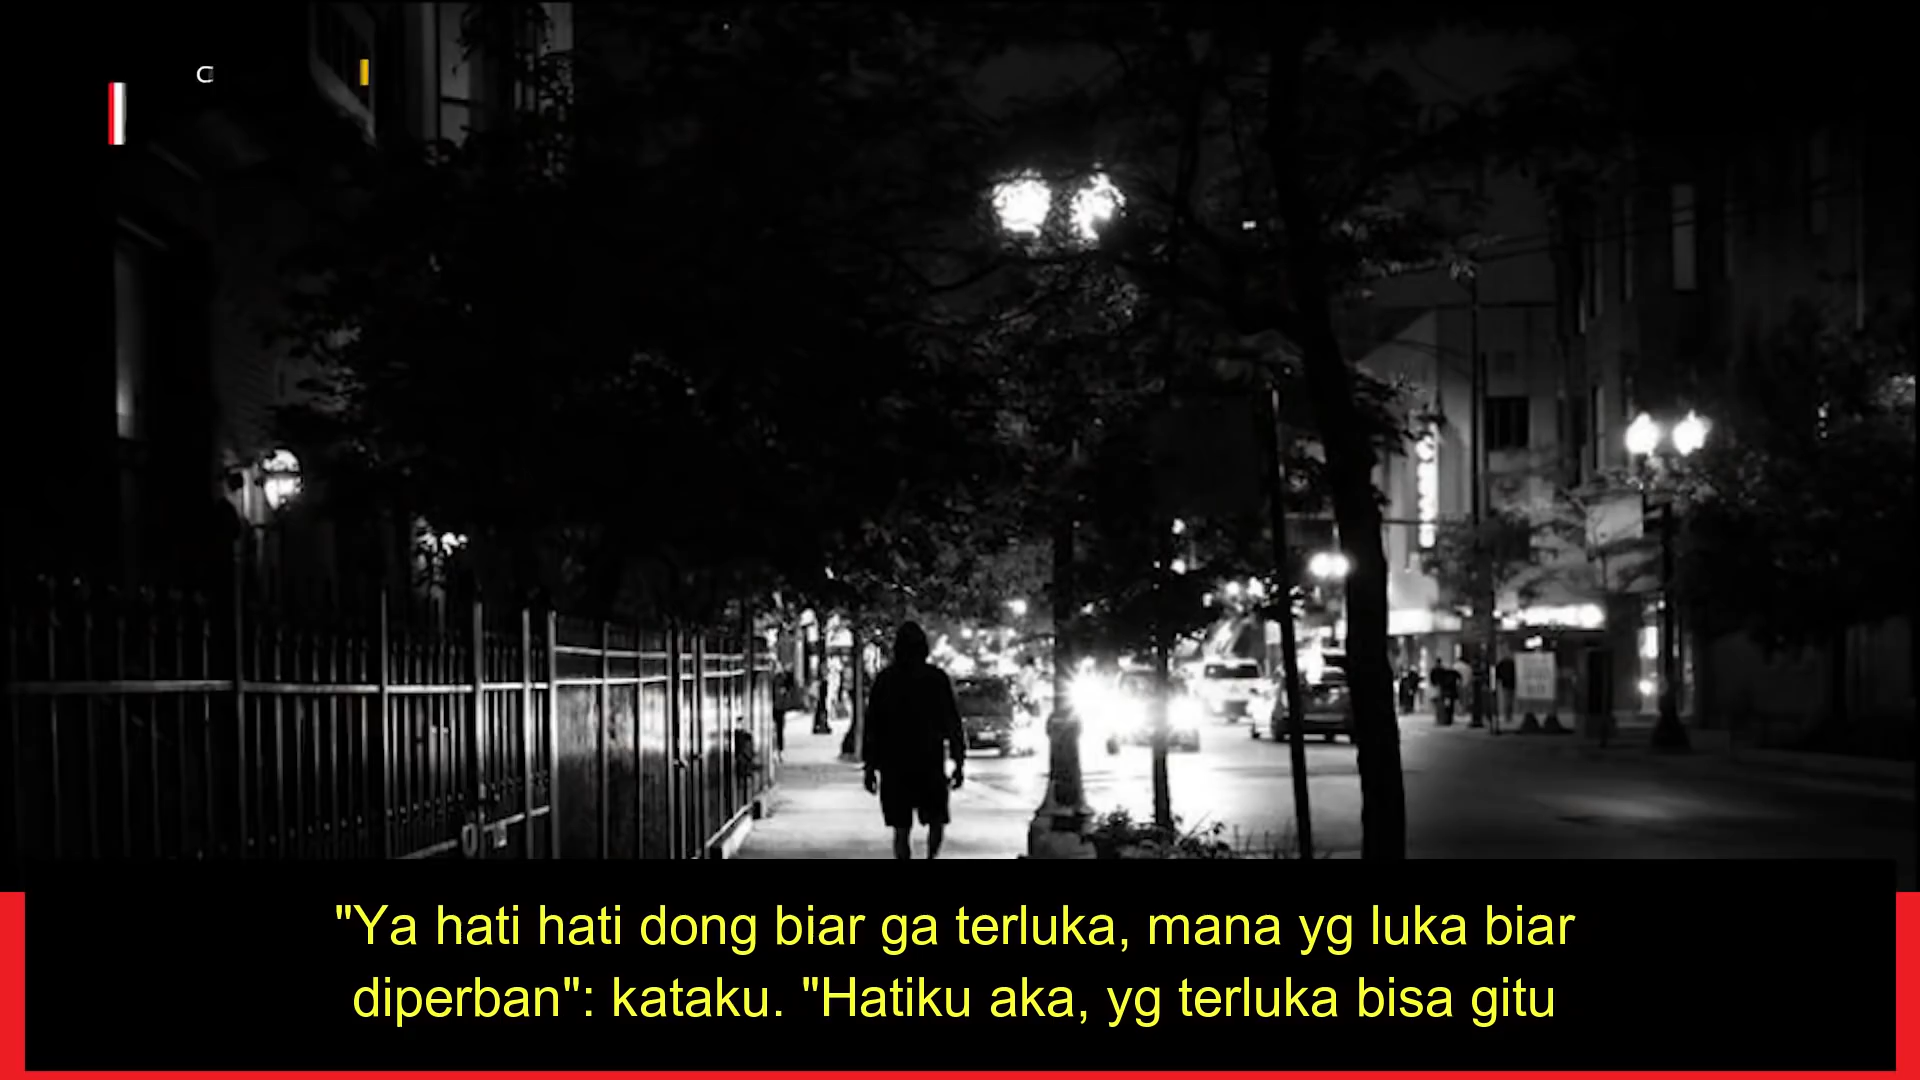 C
"Ya hati hati dong biar ga terluka, mana yg luka biar
diperban": kataku. "Hatiku aka, yg terluka bisa gitu